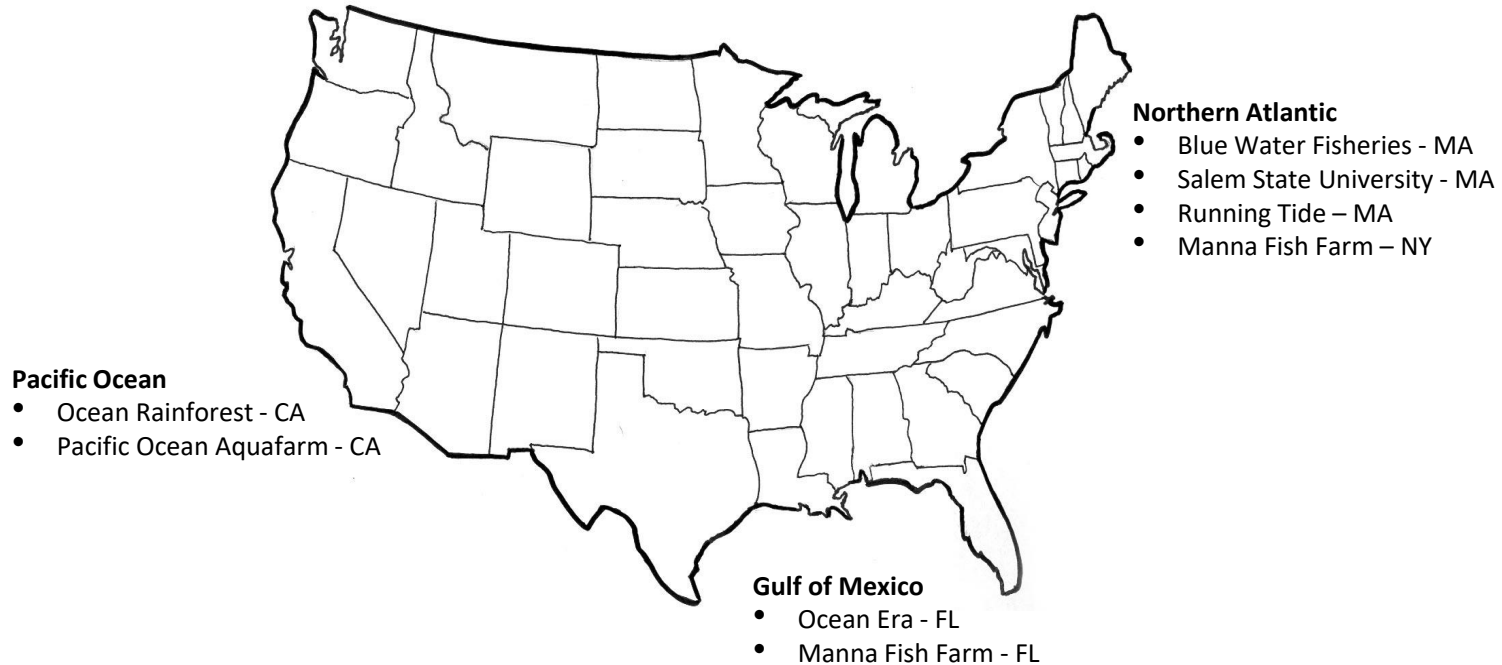 Northern Atlantic
• Blue Water Fisheries - MA
• Salem State University - MA
• Running Tide – MA
• Manna Fish Farm – NY
Pacific Ocean
• Ocean Rainforest - CA
• Pacific Ocean Aquafarm - CA
Gulf of Mexico
• Ocean Era - FL
• Manna Fish Farm - FL